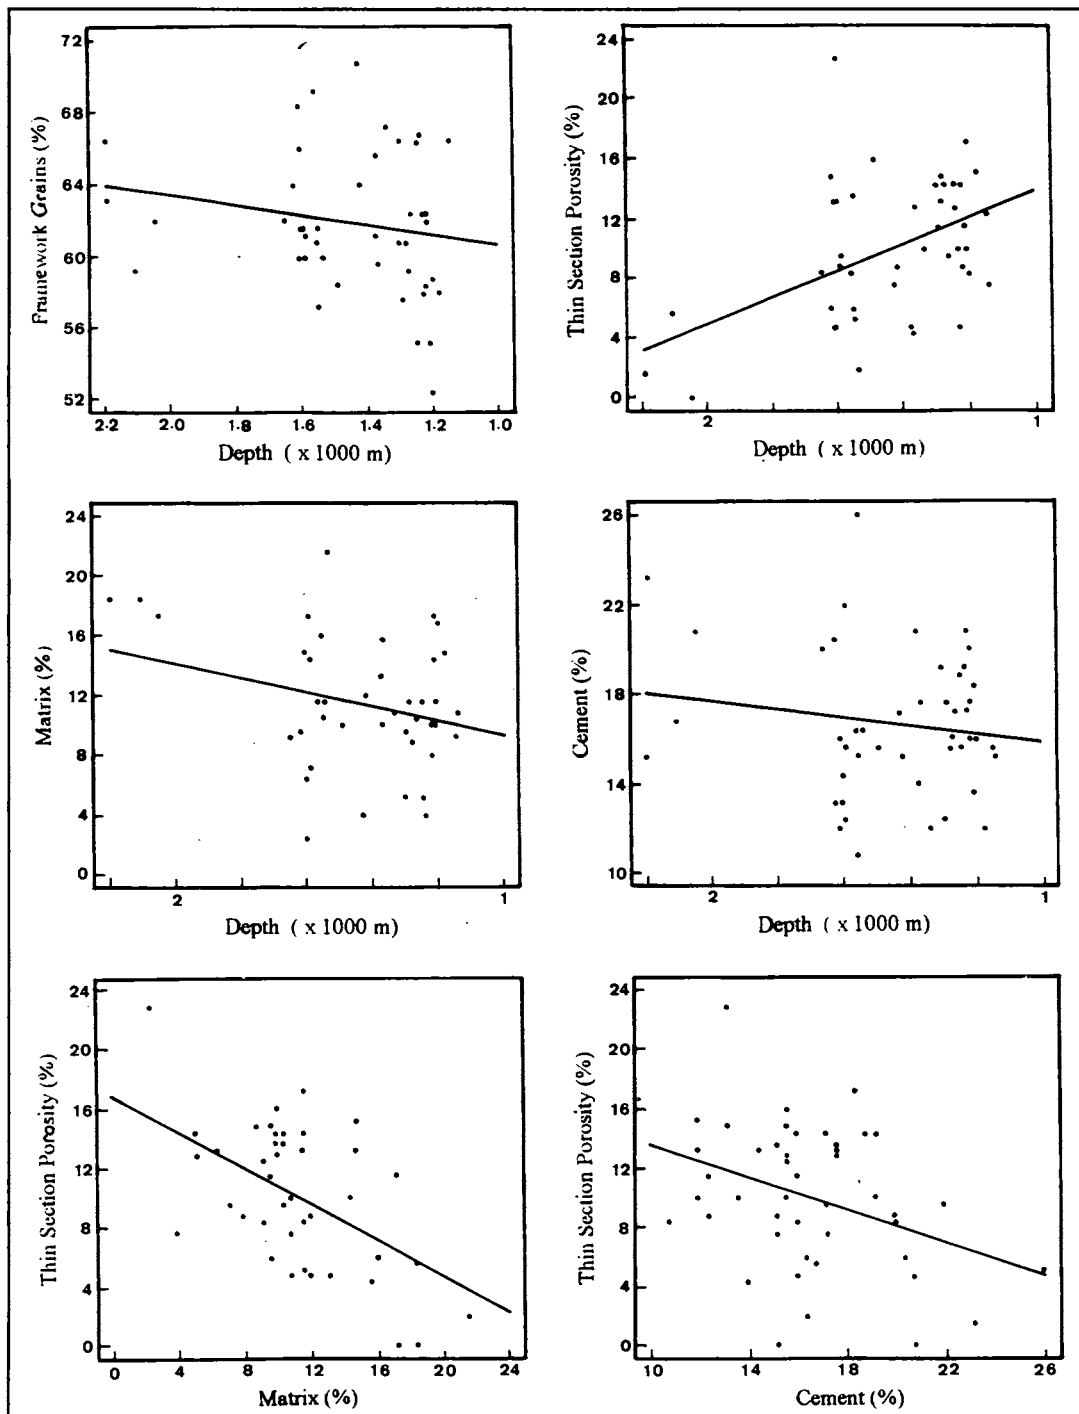 Framework Grains (%)
72
68
64
60
56
52
2.2 2.0 1.8 1.6 1.4 1.2 1.0
Depth ( x 1000 m)
Thin Section Porosity (%)
24
20
16
12
8
4
0
2 1
Depth ( x 1000 m)
Matrix (%)
24
20
16
12
8
4
0
2 1
Depth ( x 1000 m)
Cement (%)
26
22
18
14
10
2 1
Depth ( x 1000 m)
Thin Section Porosity (%)
24
20
16
12
8
4
0
0 4 8 12 16 20 24
Matrix (%)
Thin Section Porosity (%)
24
20
16
12
8
4
0
10 14 18 22 26
Cement (%)